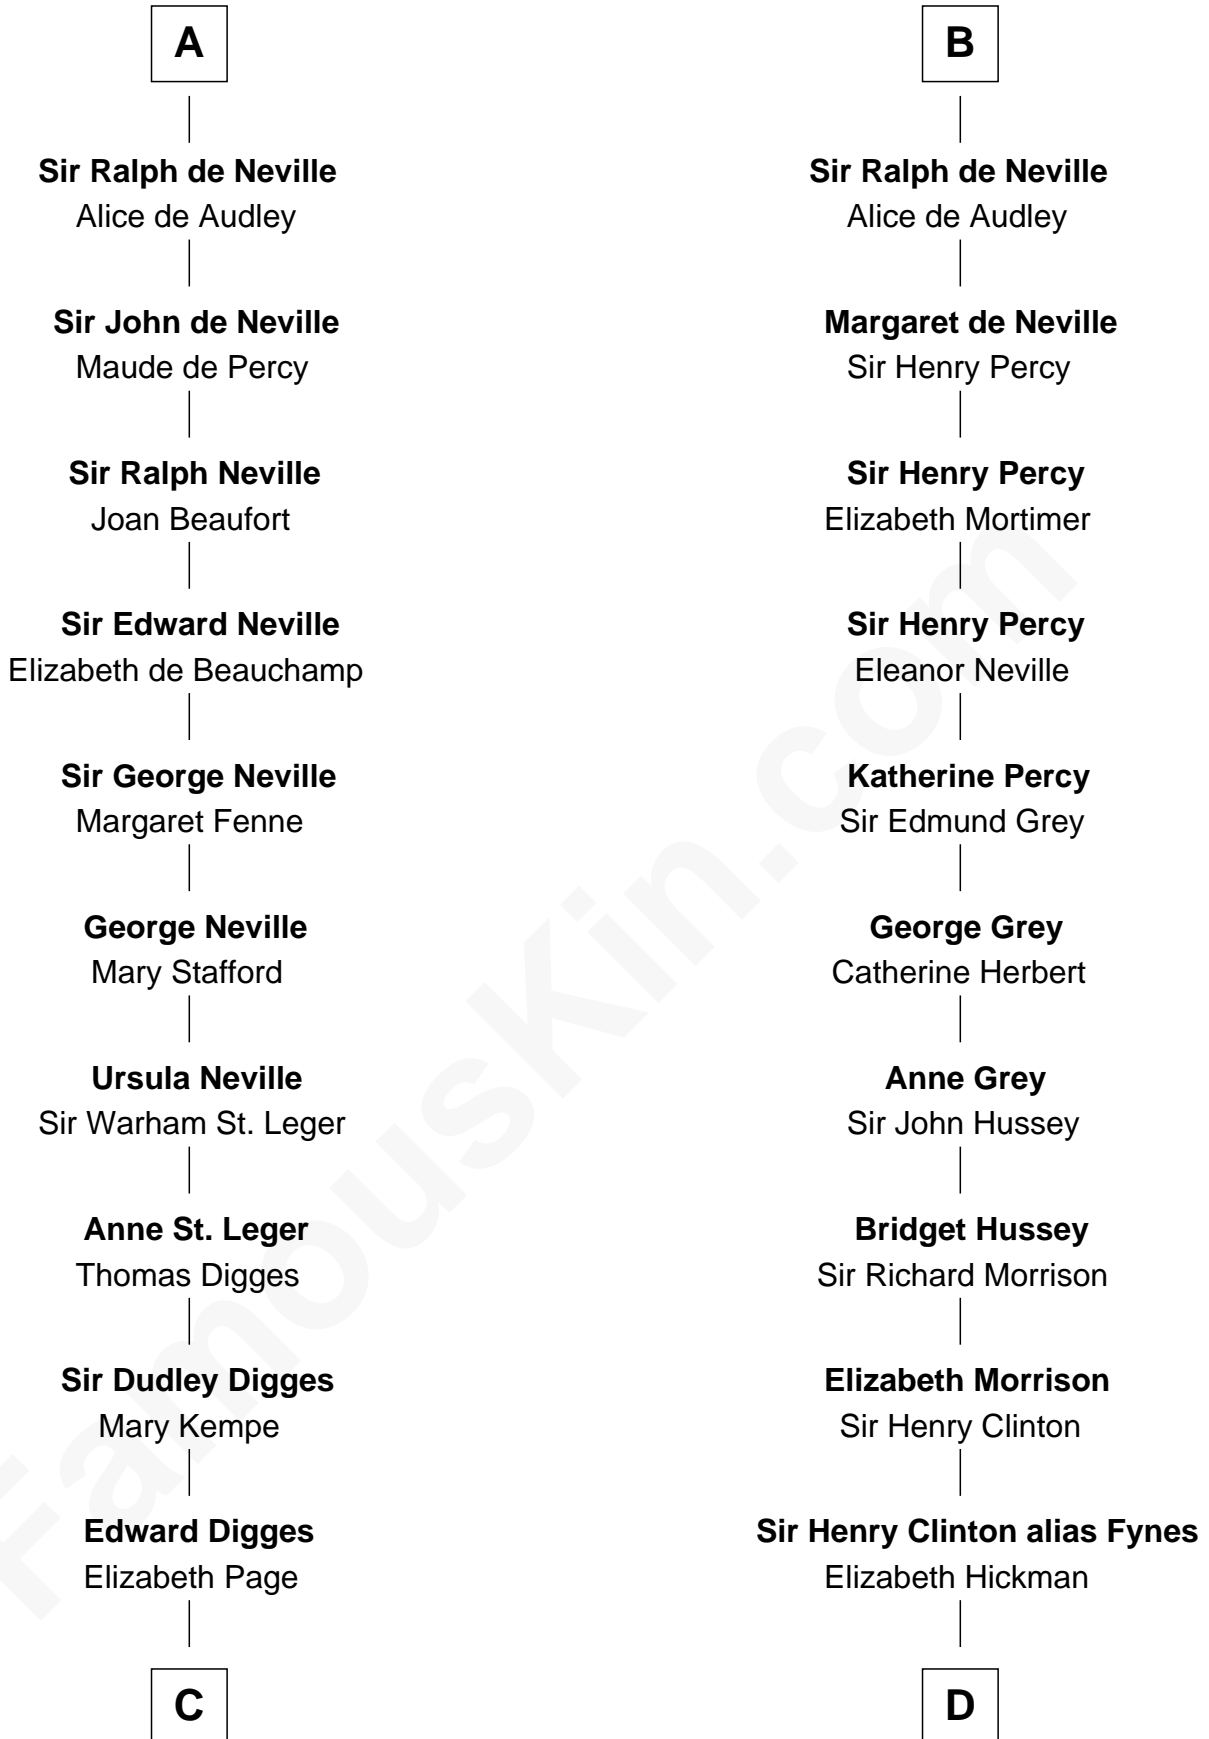 A
Sir Ralph de Neville
Alice de Audley
Sir John de Neville
Maude de Percy
Sir Ralph Neville
Joan Beaufort
Sir Edward Neville
Elizabeth de Beauchamp
Sir George Neville
Margaret Fenne
George Neville
Mary Stafford
Ursula Neville
Sir Warham St. Leger
Anne St. Leger
Thomas Digges
Sir Dudley Digges
Mary Kempe
Edward Digges
Elizabeth Page
C
B
Sir Ralph de Neville
Alice de Audley
Margaret de Neville
Sir Henry Percy
Sir Henry Percy
Elizabeth Mortimer
Sir Henry Percy
Eleanor Neville
Katherine Percy
Sir Edmund Grey
George Grey
Catherine Herbert
Anne Grey
Sir John Hussey
Bridget Hussey
Sir Richard Morrison
Elizabeth Morrison
Sir Henry Clinton
Sir Henry Clinton alias Fynes
Elizabeth Hickman
D
FamousKin.com